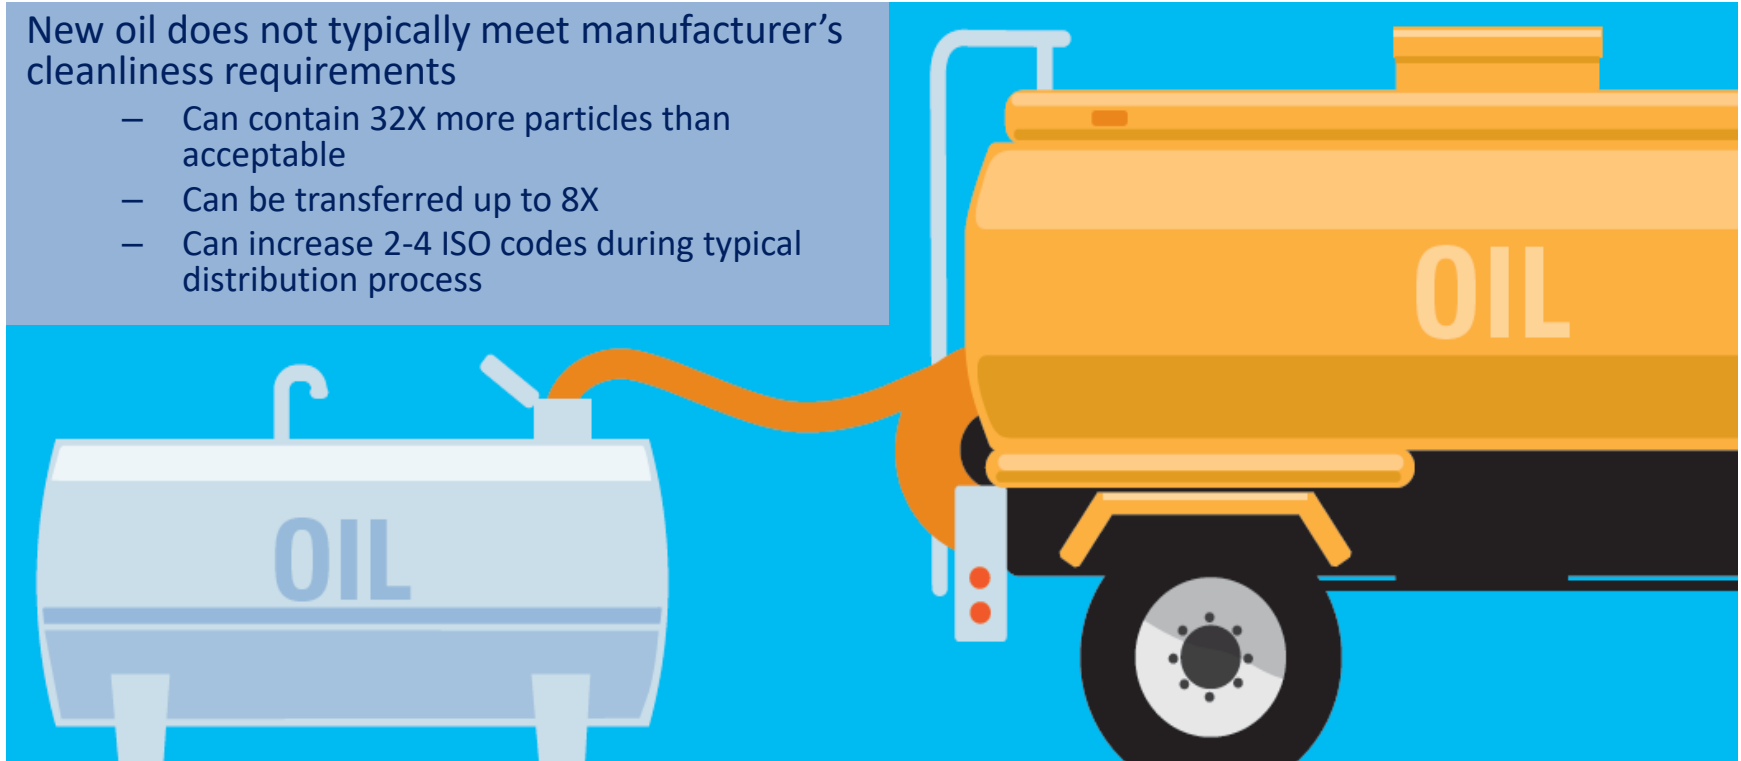 New oil does not typically meet manufacturer’s
cleanliness requirements
– Can contain 32X more particles than
acceptable
– Can be transferred up to 8X
– Can increase 2-4 ISO codes during typical
distribution process
OIL
OIL